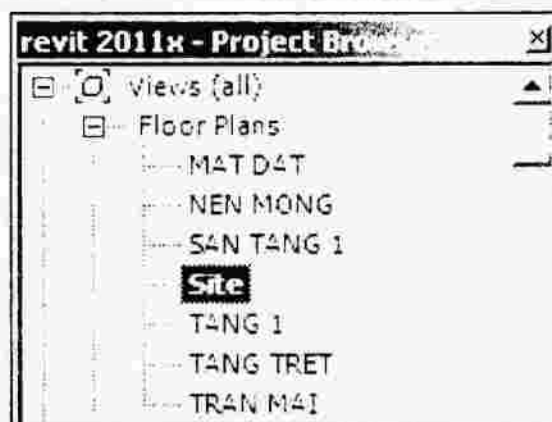 revit 2011x - Project Bro
Views (all)
Floor Plans
MAT DAT
NEN MONG
SAN TANG 1
Site
TANG 1
TANG TRET
TRAN MAI